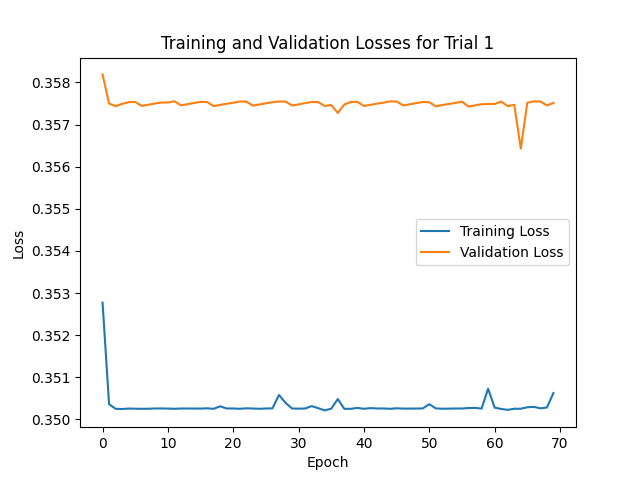 Training and Validation Losses for Trial 1
0.358
0.357
0.356
0.355
0.354
0.353
0.352
0.351
0.350
Loss
Training Loss
Validation Loss
0 10 20 30 40 50 60 70
Epoch